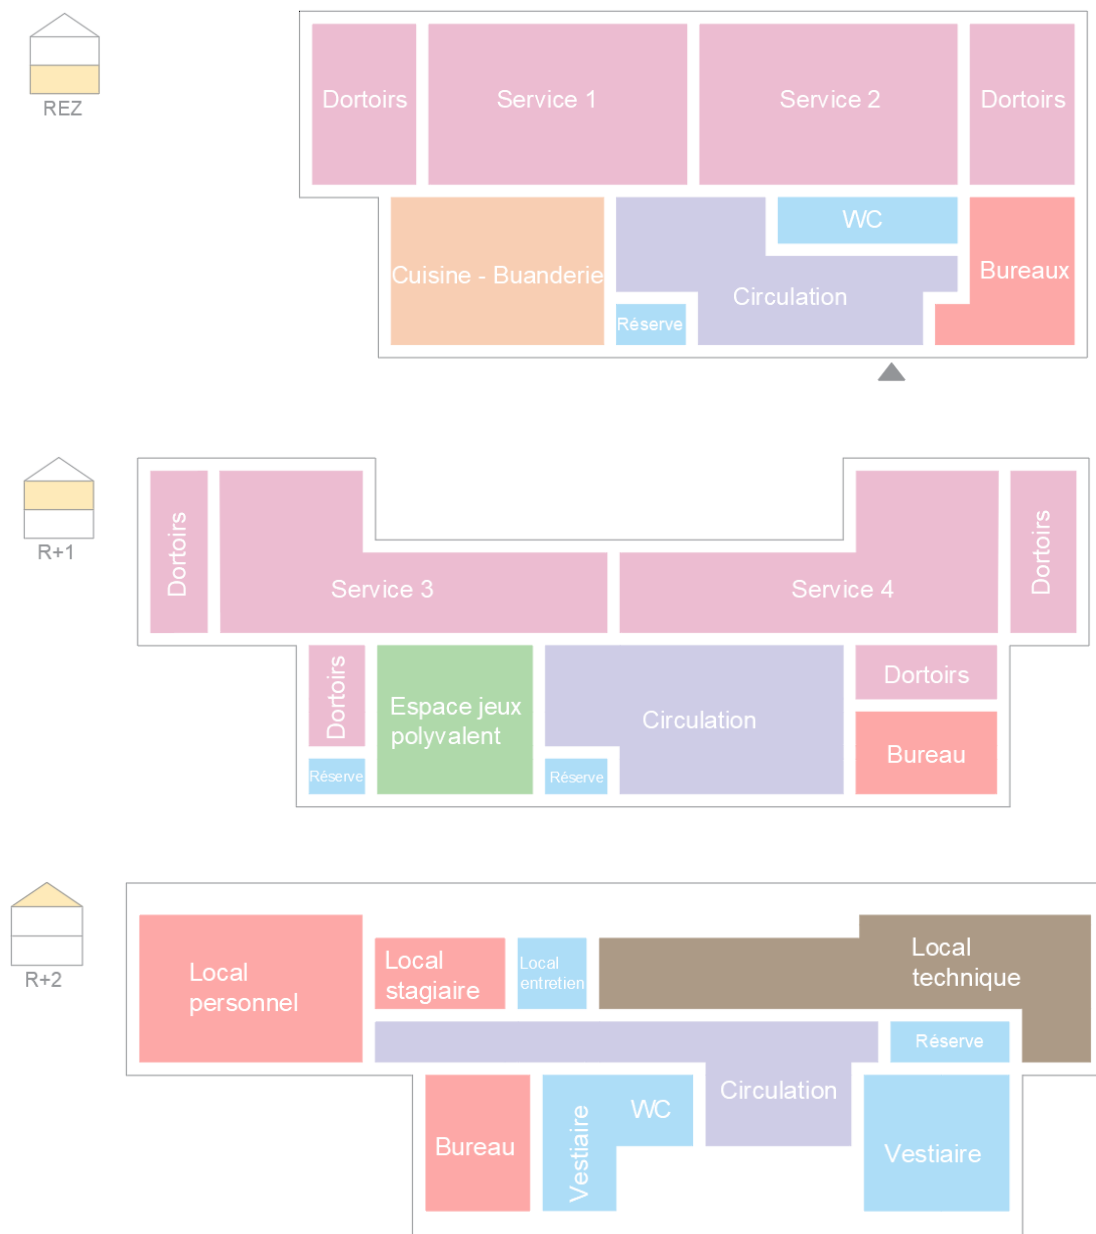 REZ
Dortoirs
Service 1
Service 2
Dortoirs
Cuisine - Buanderie
WC
Bureaux
Circulation
Réserve
R+1
Dortoirs
Service 3
Service 4
Dortoirs
Dortoirs
Espace jeux
polyvalent
Circulation
Dortoirs
Bureau
Réserve
Réserve
R+2
Local
personnel
Local
stagiaire
Local
entretien
Local
technique
Réserve
Circulation
Bureau
Vestiaire
WC
Vestiaire